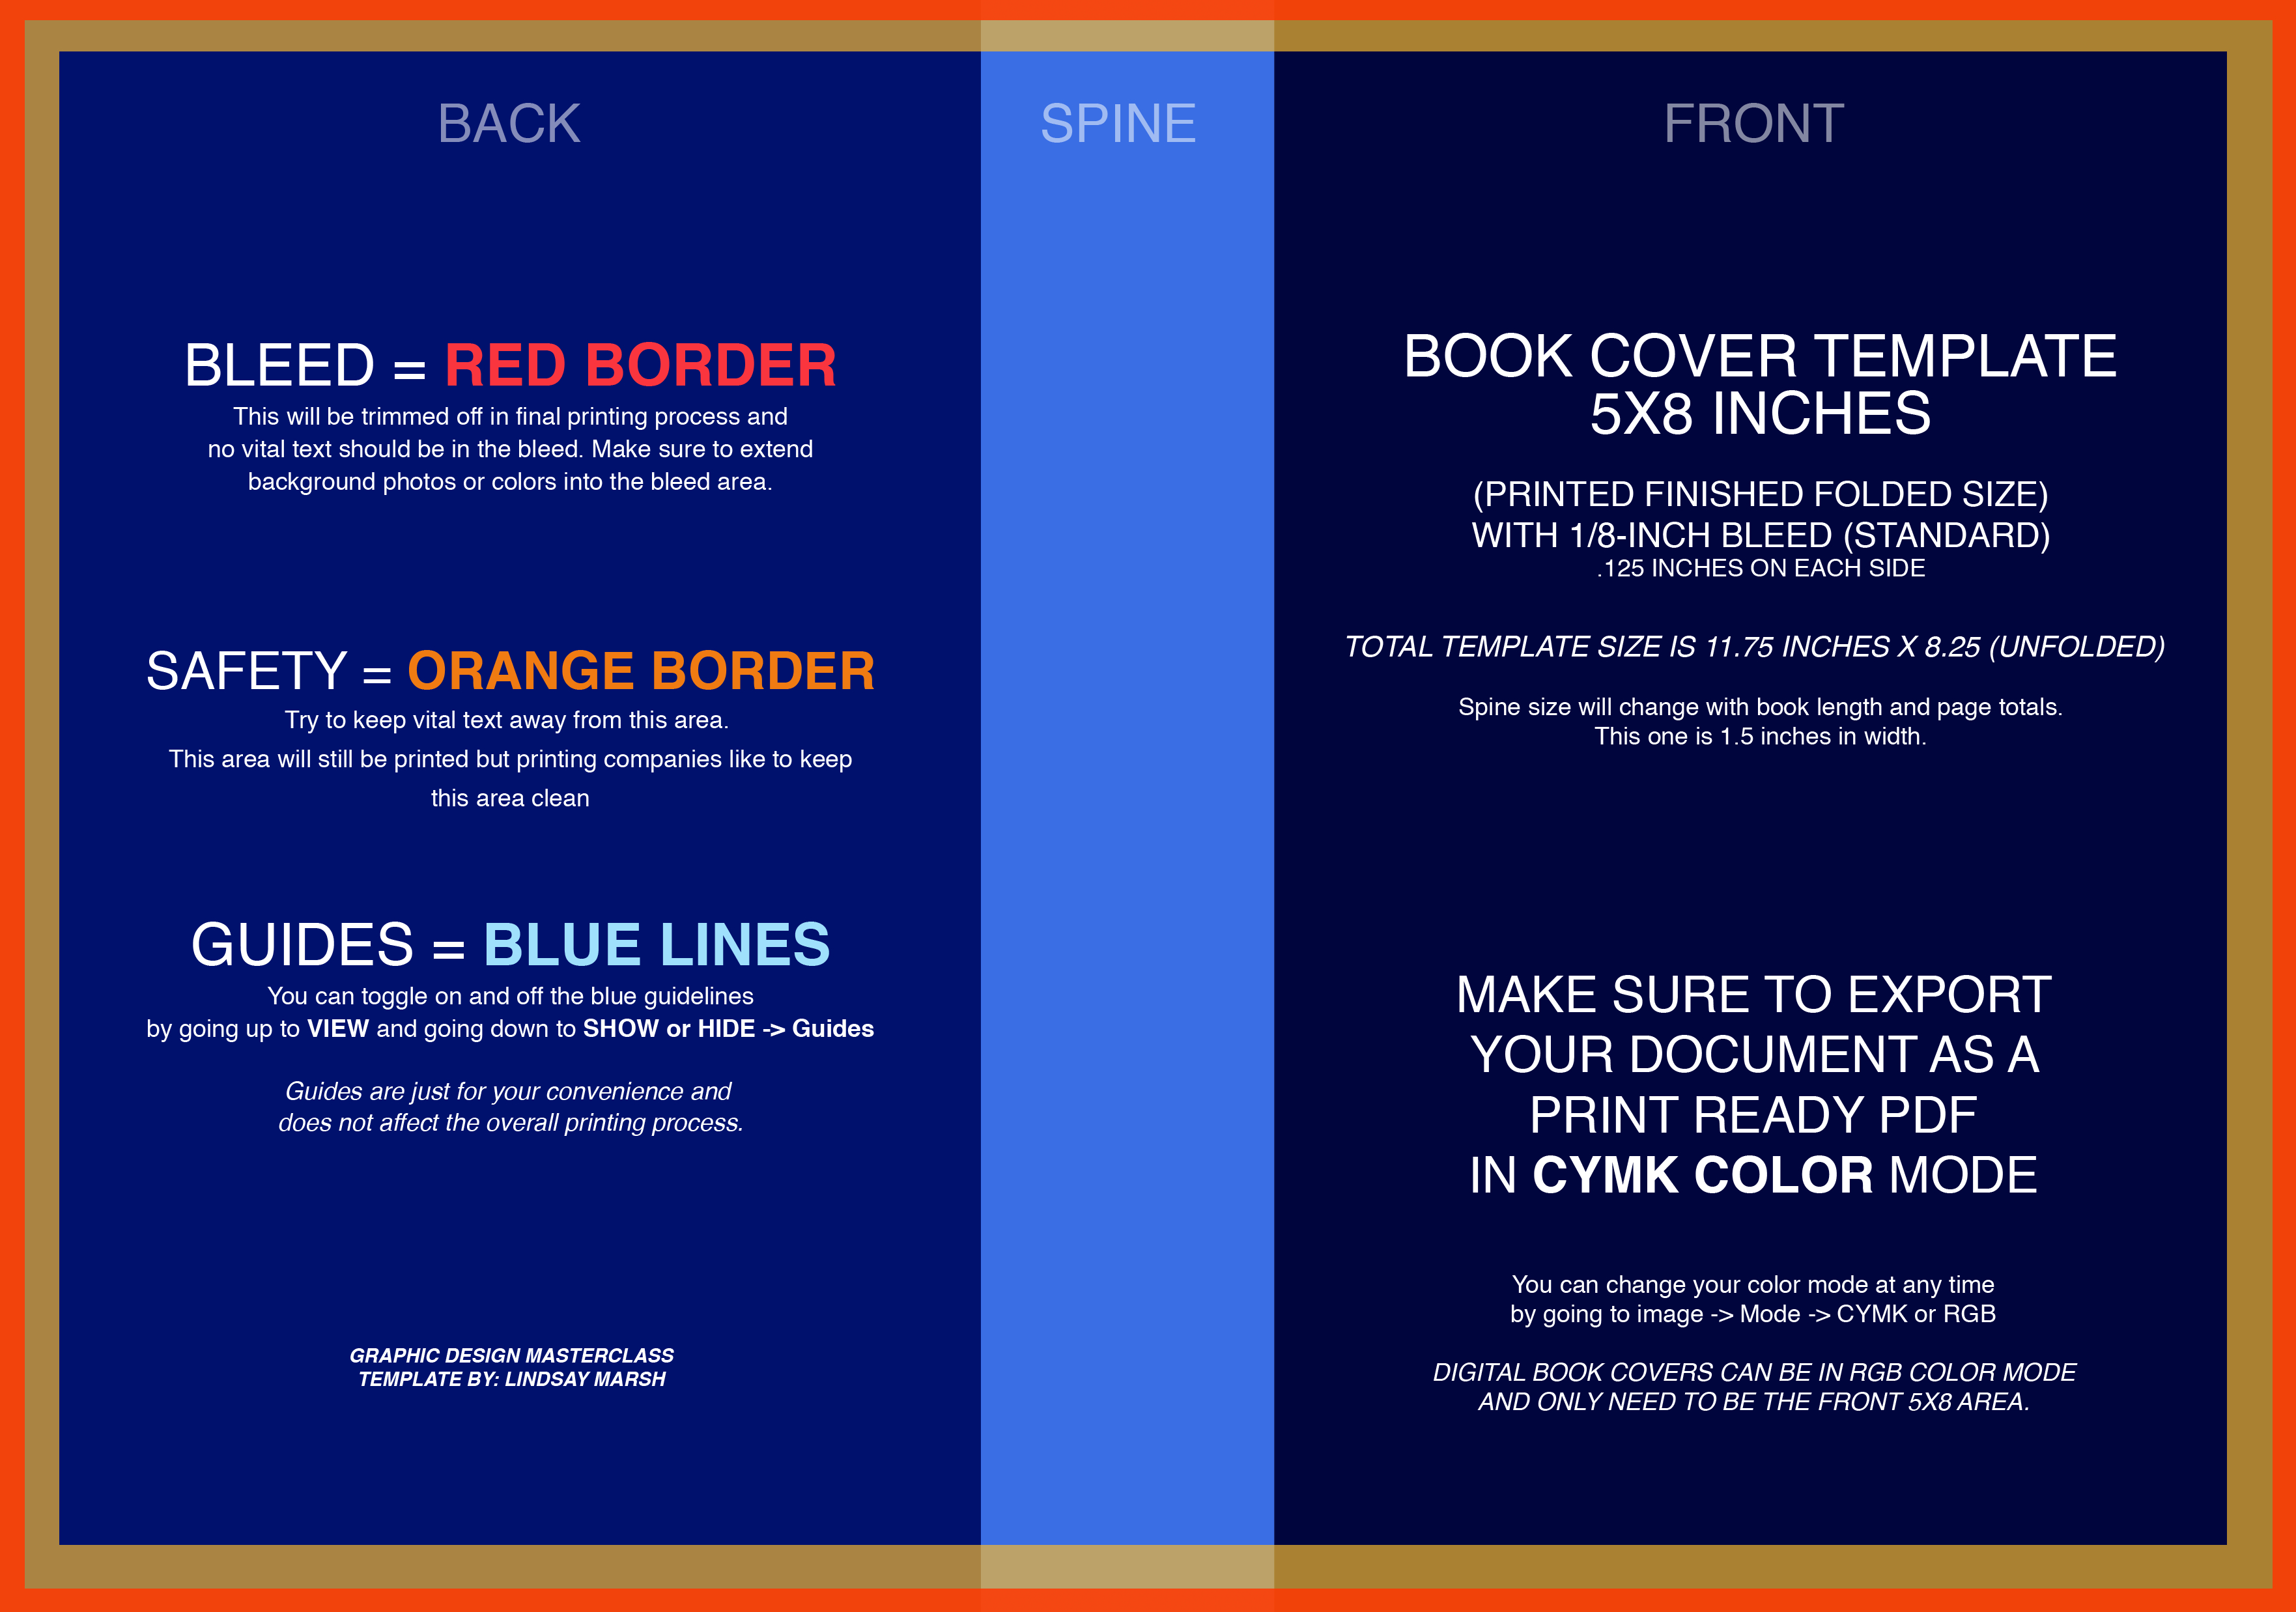 BACK
BLEED = RED BORDER
This will be trimmed off in final printing process and
no vital text should be in the bleed. Make sure to extend
background photos or colors into the bleed area.
SAFETY = ORANGE BORDER
Try to keep vital text away from this area.
This area will still be printed but printing companies like to keep
this area clean
GUIDES = BLUE LINES
You can toggle on and off the blue guidelines
by going up to VIEW and going down to SHOW or HIDE -> Guides
Guides are just for your convenience and
does not affect the overall printing process.
GRAPHIC DESIGN MASTERCLASS
TEMPLATE BY: LINDSAY MARSH
SPINE
FRONT
BOOK COVER TEMPLATE
5X8 INCHES
(PRINTED FINISHED FOLDED SIZE)
WITH 1/8-INCH BLEED (STANDARD)
.125 INCHES ON EACH SIDE
TOTAL TEMPLATE SIZE IS 11.75 INCHES X 8.25 (UNFOLDED)
Spine size will change with book length and page totals.
This one is 1.5 inches in width.
MAKE SURE TO EXPORT
YOUR DOCUMENT AS A
PRINT READY PDF
IN CYMK COLOR MODE
You can change your color mode at any time
by going to image -> Mode -> CYMK or RGB
DIGITAL BOOK COVERS CAN BE IN RGB COLOR MODE
AND ONLY NEED TO BE THE FRONT 5X8 AREA.